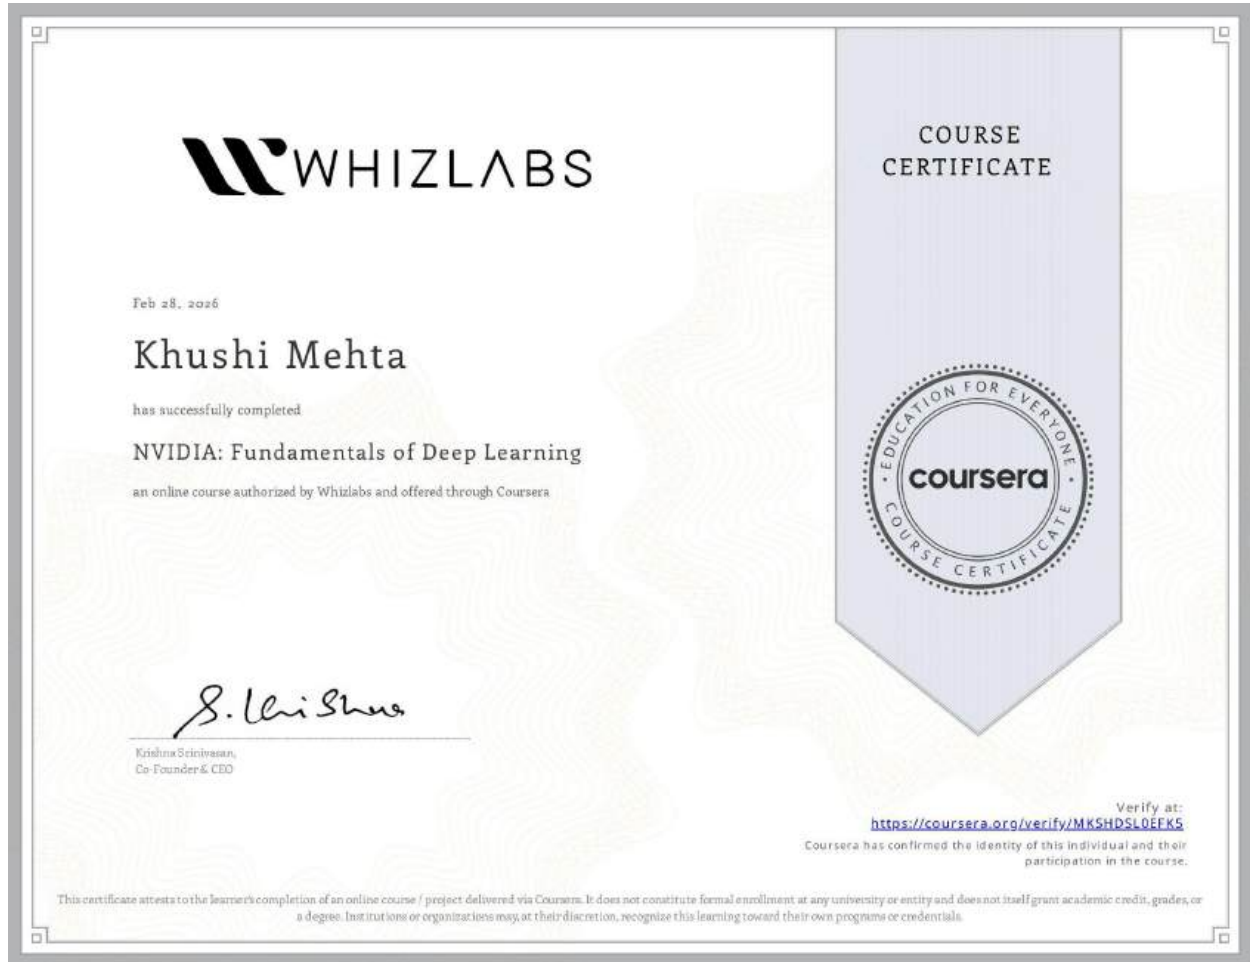 WHIZLABS
COURSE
CERTIFICATE
Feb 28, 2026
Khushi Mehta
has successfully completed
NVIDIA: Fundamentals of Deep Learning
an online course authorized by Whizlabs and offered through Coursera
EDUCATION FOR EVERYONE
coursera
COURSE CERTIFICATE
S. Krishna
Krishna Srinivasan,
Co-Founder & CEO
Verify at:
https://coursera.org/verify/MKSHDSL0EFK5
Coursera has confirmed the identity of this individual and their
participation in the course.
This certificate attests to the learner's completion of an online course / project delivered via Coursera. It does not constitute formal enrollment at any university or entity and does not itself grant academic credit, grades, or
a degree. Institutions or organizations may, at their discretion, recognize this learning toward their own programs or credentials.